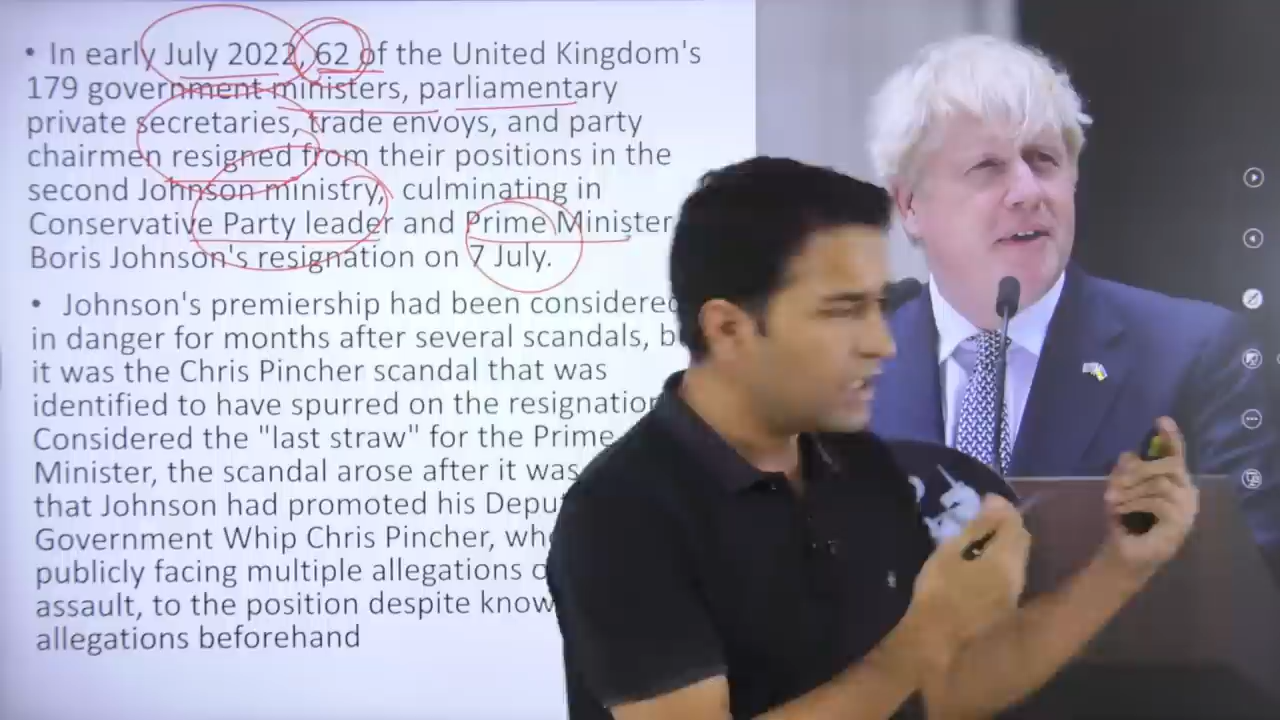 • In early July 2022, 62 of the United Kingdom's
179 government ministers, parliamentary
private secretaries, trade envoys, and party
chairmen resigned from their positions in the
second Johnson ministry, culminating in
Conservative Party leader and Prime Minister
Boris Johnson's resignation on 7 July.
• Johnson's premiership had been considered
in danger for months after several scandals,
it was the Chris Pincher scandal that was
identified to have spurred on the
Considered the "last straw" for the Prime
Minister, the scandal arose after it was
that Johnson had promoted his
Government Whip Chris Pincher,
publicly facing multiple allegations
assault, to the position despite
allegations beforehand